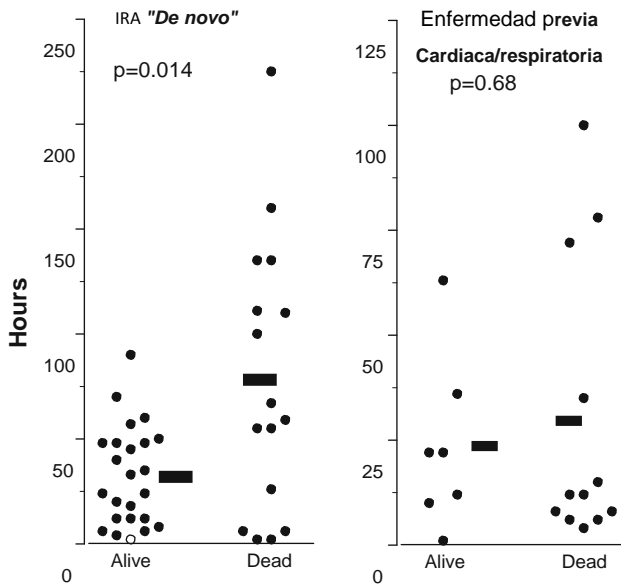 IRA "De novo"
p=0.014
250
200
150
100
50
0
Hours
Alive Dead
Enfermedad previa
Cardiaca/respiratoria
p=0.68
125
100
75
50
25
0
Alive Dead